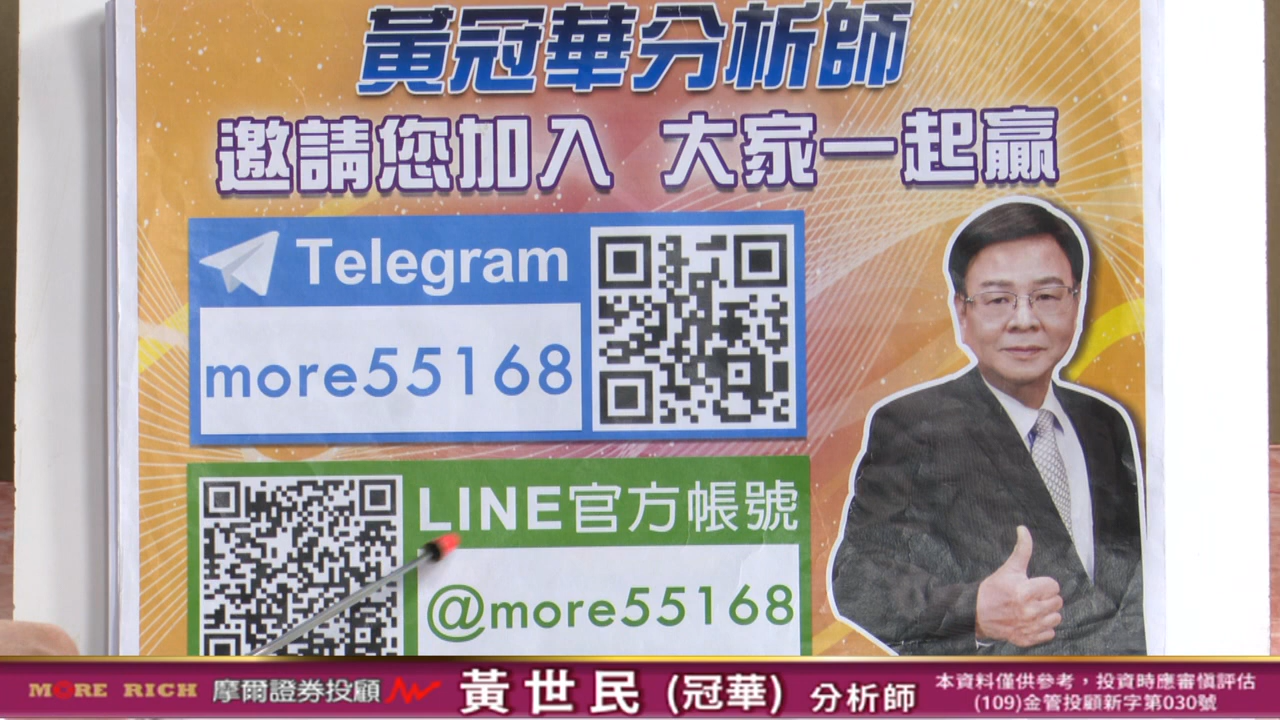 黃冠華分析師
邀請您加入 大家一起贏
Telegram
more55168
LINE官方帳號
@more55168
MORE RICH 摩爾證券投顧 黃世民(冠華) 分析師
本資料僅供參考,投資時應審慎評估
(109)金管投顧新字第030號